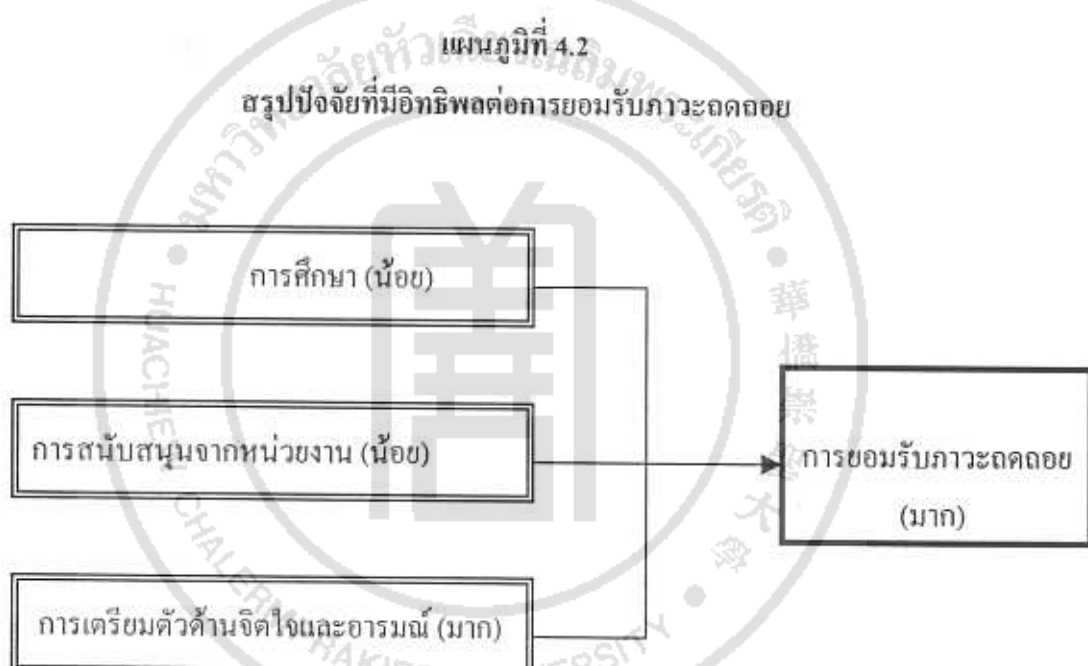 แผนภูมิที่ 4.2
สรุปปัจจัยที่มีอิทธิพลต่อการยอมรับภาวะถดถอย
การศึกษา (น้อย)
การสนับสนุนจากหน่วยงาน (น้อย)
การยอมรับภาวะถดถอย
(มาก)
การเตรียมตัวด้านจิตใจและอารมณ์ (มาก)